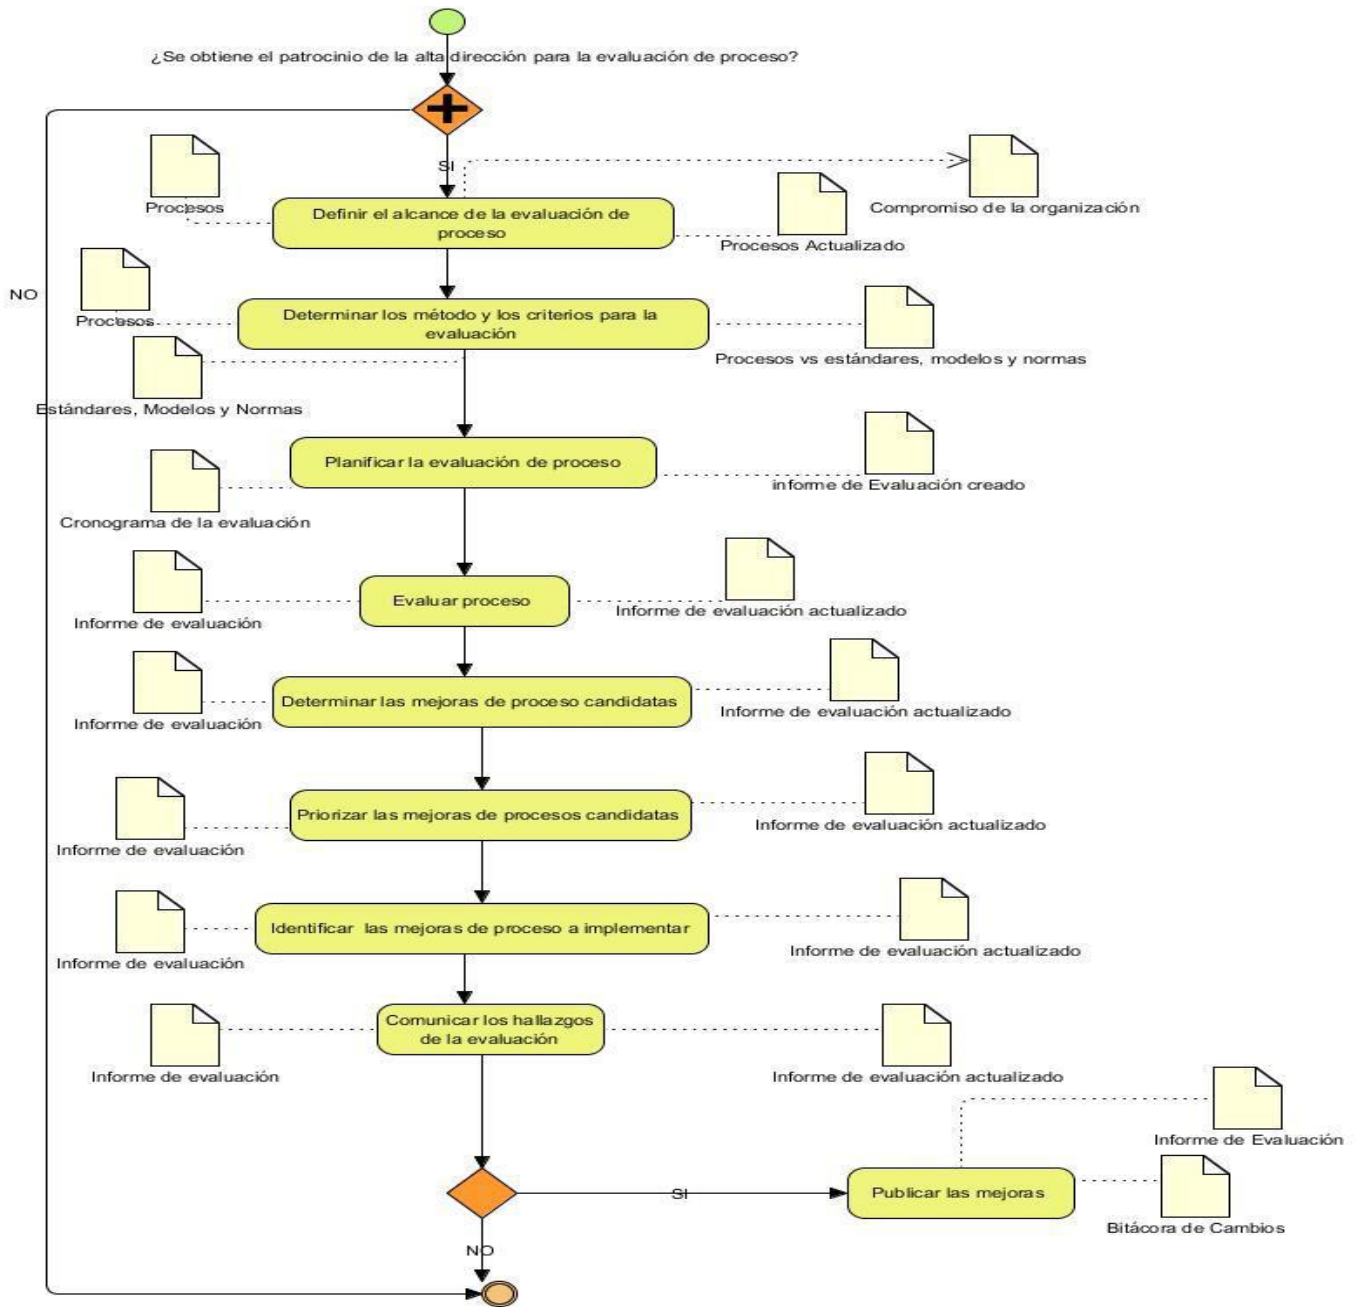 ¿Se obtiene el patrocinio de la alta dirección para la evaluación de proceso?
SI
Procesos
Compromiso de la organización
Definir el alcance de la evaluación de
proceso
Procesos Actualizado
NO
Procesos
Determinar los método y los criterios para la
evaluación
Procesos vs estándares, modelos y normas
Estándares, Modelos y Normas
Planificar la evaluación de proceso
informe de Evaluación creado
Cronograma de la evaluación
Evaluar proceso
Informe de evaluación actualizado
Informe de evaluación
Determinar las mejoras de proceso candidatas
Informe de evaluación actualizado
Informe de evaluación
Priorizar las mejoras de procesos candidatas
Informe de evaluación actualizado
Informe de evaluación
Identificar las mejoras de proceso a implementar
Informe de evaluación actualizado
Informe de evaluación
Comunicar los hallazgos
de la evaluación
Informe de evaluación
Informe de evaluación actualizado
Informe de Evaluación
SI
Publicar las mejoras
Bitácora de Cambios
NO